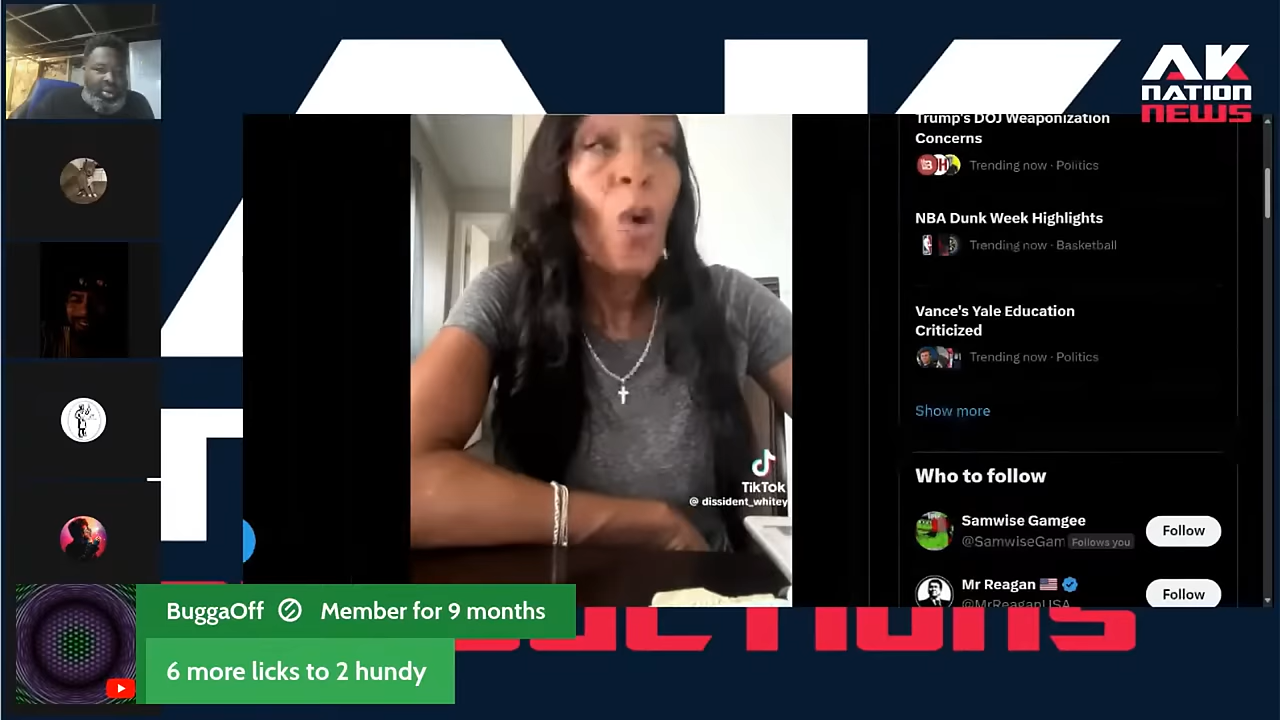 AK
NATION
NEWS
Trump's DOJ Weaponization
Concerns
Trending now · Politics
NBA Dunk Week Highlights
Trending now · Basketball
Vance's Yale Education
Criticized
Trending now · Politics
Show more
TikTok
@ dissident_whitey
Who to follow
Samwise Gamgee
@SamwiseGam Follows you
Follow
Mr Reagan
@MrReaganUSA
Follow
BuggaOff Member for 9 months
6 more licks to 2 hundy